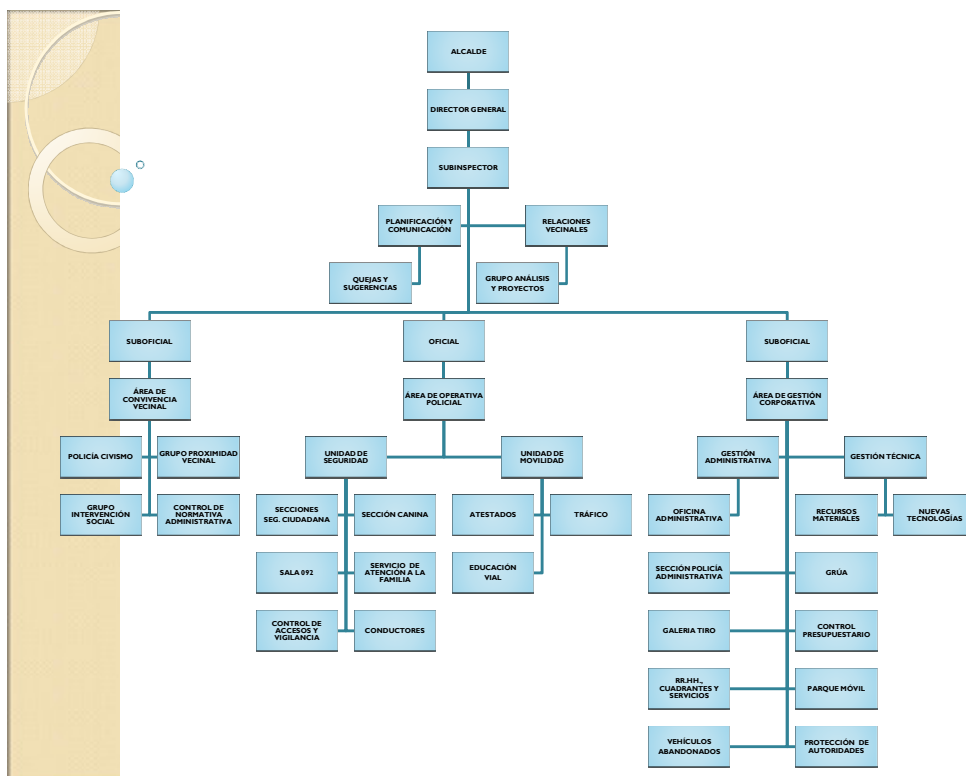 ALCALDE
DIRECTOR GENERAL
SUBINSPECTOR
PLANIFICACIÓN Y
COMUNICACIÓN
RELACIONES
VECINALES
QUEJAS Y
SUGERENCIAS
GRUPO ANÁLISIS
Y PROYECTOS
SUBOFICIAL
OFICIAL
SUBOFICIAL
ÁREA DE
CONVIVENCIA
VECINAL
ÁREA DE OPERATIVA
POLICIAL
ÁREA DE GESTIÓN
CORPORATIVA
POLICÍA CIVISMO
GRUPO PROXIMIDAD
VECINAL
UNIDAD DE
SEGURIDAD
UNIDAD DE
MOVILIDAD
GESTIÓN
ADMINISTRATIVA
GESTIÓN TÉCNICA
GRUPO
INTERVENCIÓN
SOCIAL
CONTROL DE
NORMATIVA
ADMINISTRATIVA
SECCIONES
SEG. CIUDADANA
SECCIÓN CANINA
ATESTADOS
TRÁFICO
OFICINA
ADMINISTRATIVA
RECURSOS
MATERIALES
NUEVAS
TECNOLOGÍAS
SALA 092
SERVICIO DE
ATENCIÓN A LA
FAMILIA
EDUCACIÓN
VIAL
SECCIÓN POLICÍA
ADMINISTRATIVA
GRÚA
CONTROL DE
ACCESOS Y
VIGILANCIA
CONDUCTORES
GALERIA TIRO
CONTROL
PRESUPUESTARIO
RR.HH.,
CUADRANTES Y
SERVICIOS
PARQUE MÓVIL
VEHÍCULOS
ABANDONADOS
PROTECCIÓN DE
AUTORIDADES